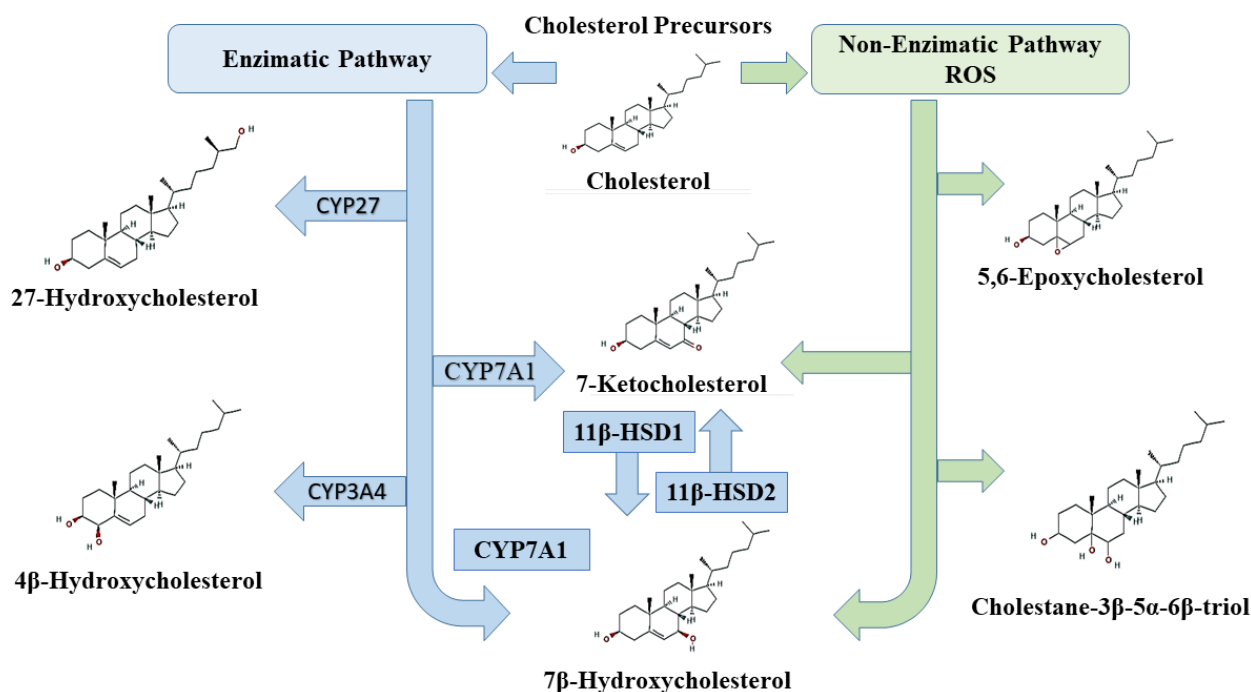 Cholesterol Precursors
Enzimatic Pathway
Non-Enzimatic Pathway
ROS
Cholesterol
CYP27
27-Hydroxycholesterol
5,6-Epoxycholesterol
CYP7A1
7-Ketocholesterol
11β-HSD1
11β-HSD2
CYP3A4
4β-Hydroxycholesterol
CYP7A1
Cholestane-3β-5α-6β-triol
7β-Hydroxycholesterol
H
O
H
O
H
H
H
H
O
H
H
H
H
O
H
H
H
O
H
O
H
H
H
H
O
O
H
H
H
H
O
O
H
H
H
H
H
O
O
H
O
H
H
H
H
H
O
O
H